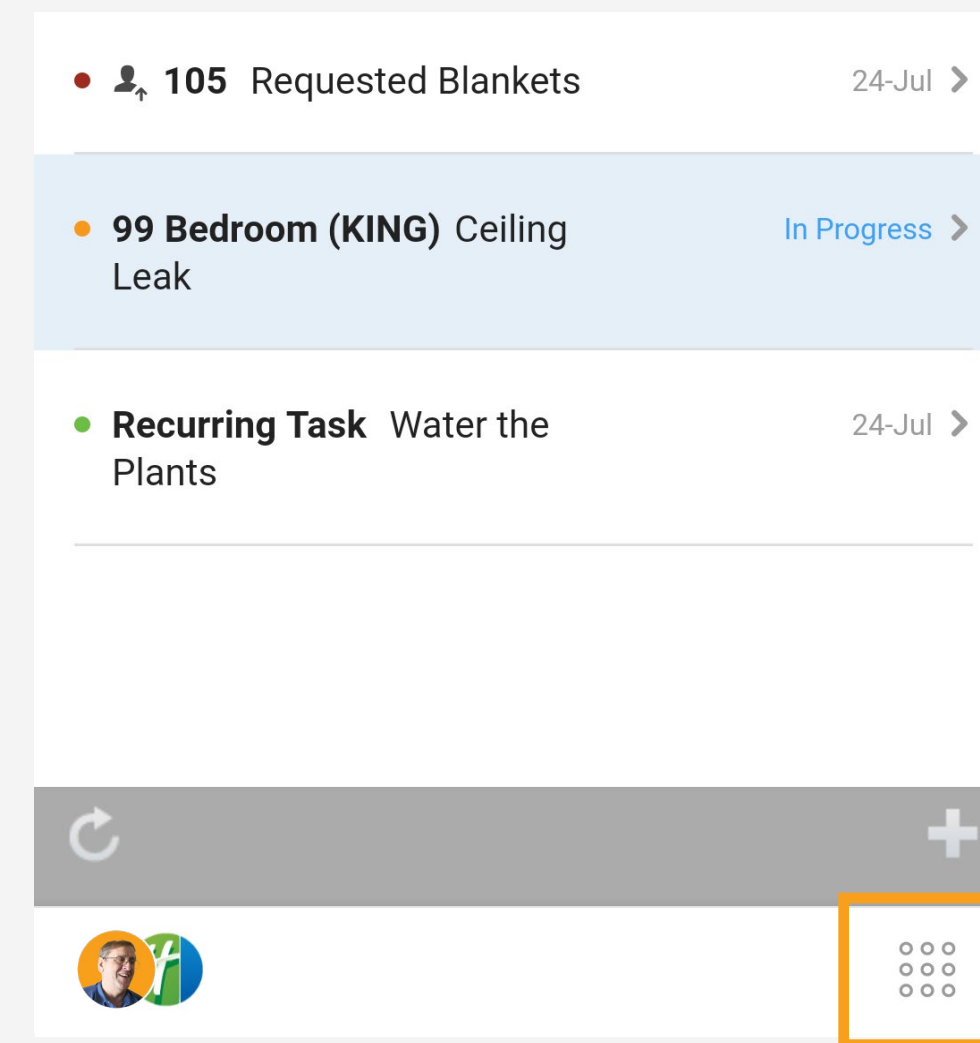 105 Requested Blankets 24-Jul
99 Bedroom (KING) Ceiling In Progress
Leak
Recurring Task Water the 24-Jul
Plants